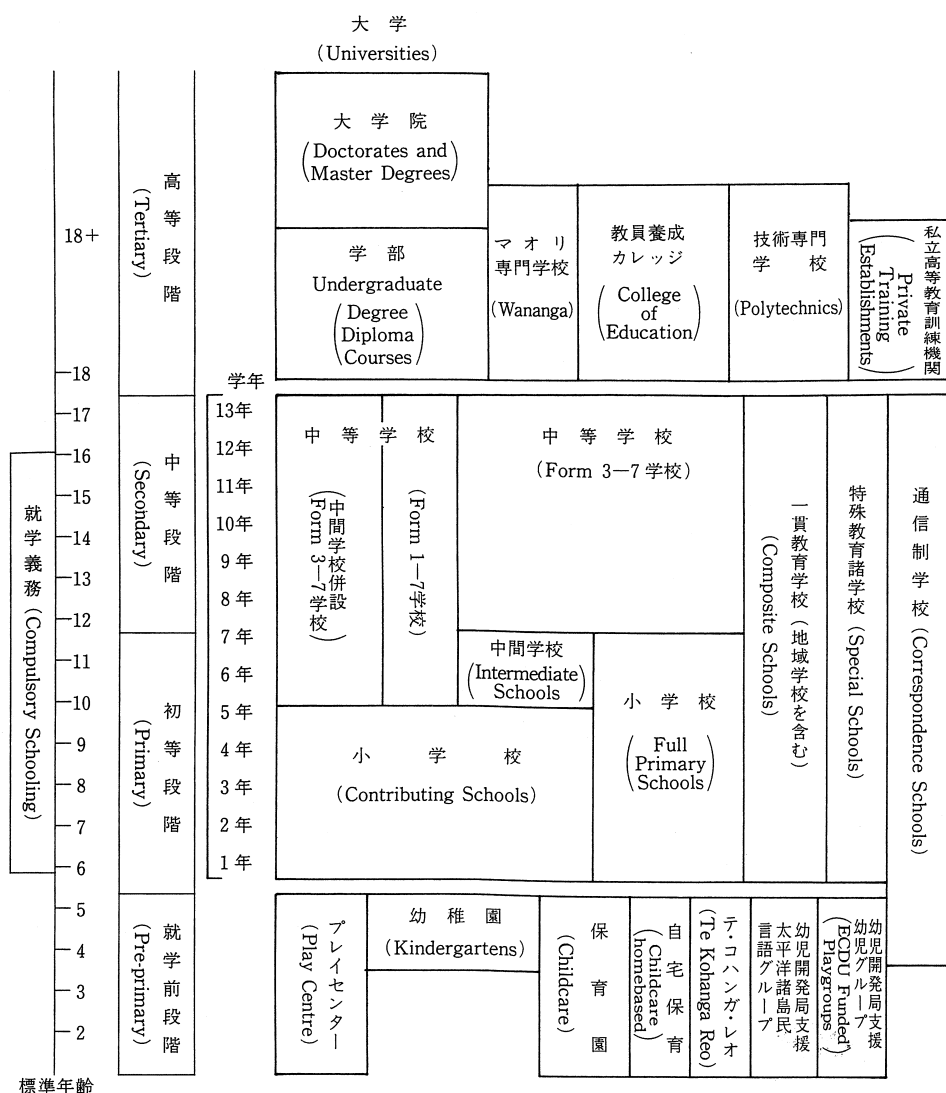 大学
(Universities)
大学院
(Doctorates and
Master Degrees)
学部
Undergraduate
(Degree
Diploma
Courses)
マオリ
専門学校
(Wananga)
教員養成
カレッジ
(College
of
Education)
技術専門
学校
(Polytechnics)
私立高等教育訓練機関
(Private
Training
Establishments)
高等段階
(Tertiary)
中等段階
(Secondary)
初等段階
(Primary)
就学前段階
(Pre-primary)
就学義務 (Compulsory Schooling)
18+
18
17
16
15
14
13
12
11
10
9
8
7
6
5
4
3
2
標準年齢
学年
13年
12年
11年
10年
9年
8年
7年
6年
5年
4年
3年
2年
1年
中等学校
(中間学校併設
Form 3—7学校)
(Form 1—7学校)
中等学校
(Form 3—7学校)
中間学校
(Intermediate
Schools)
小学校
(Contributing Schools)
小学校
(Full
Primary
Schools)
一貫教育学校 (地域学校を含む)
(Composite Schools)
特殊教育諸学校 (Special Schools)
通信制学校 (Correspondence Schools)
プレイセンター
(Play Centre)
幼稚園
(Kindergartens)
保育園
(Childcare)
自宅保育
(Childcare
homebased)
テ・コハンガ・レオ
(Te Kohanga Reo)
幼児開発局支援
太平洋諸島民
言語グループ
幼児開発局支援
幼児グループ
(ECDU Funded
Playgroups)